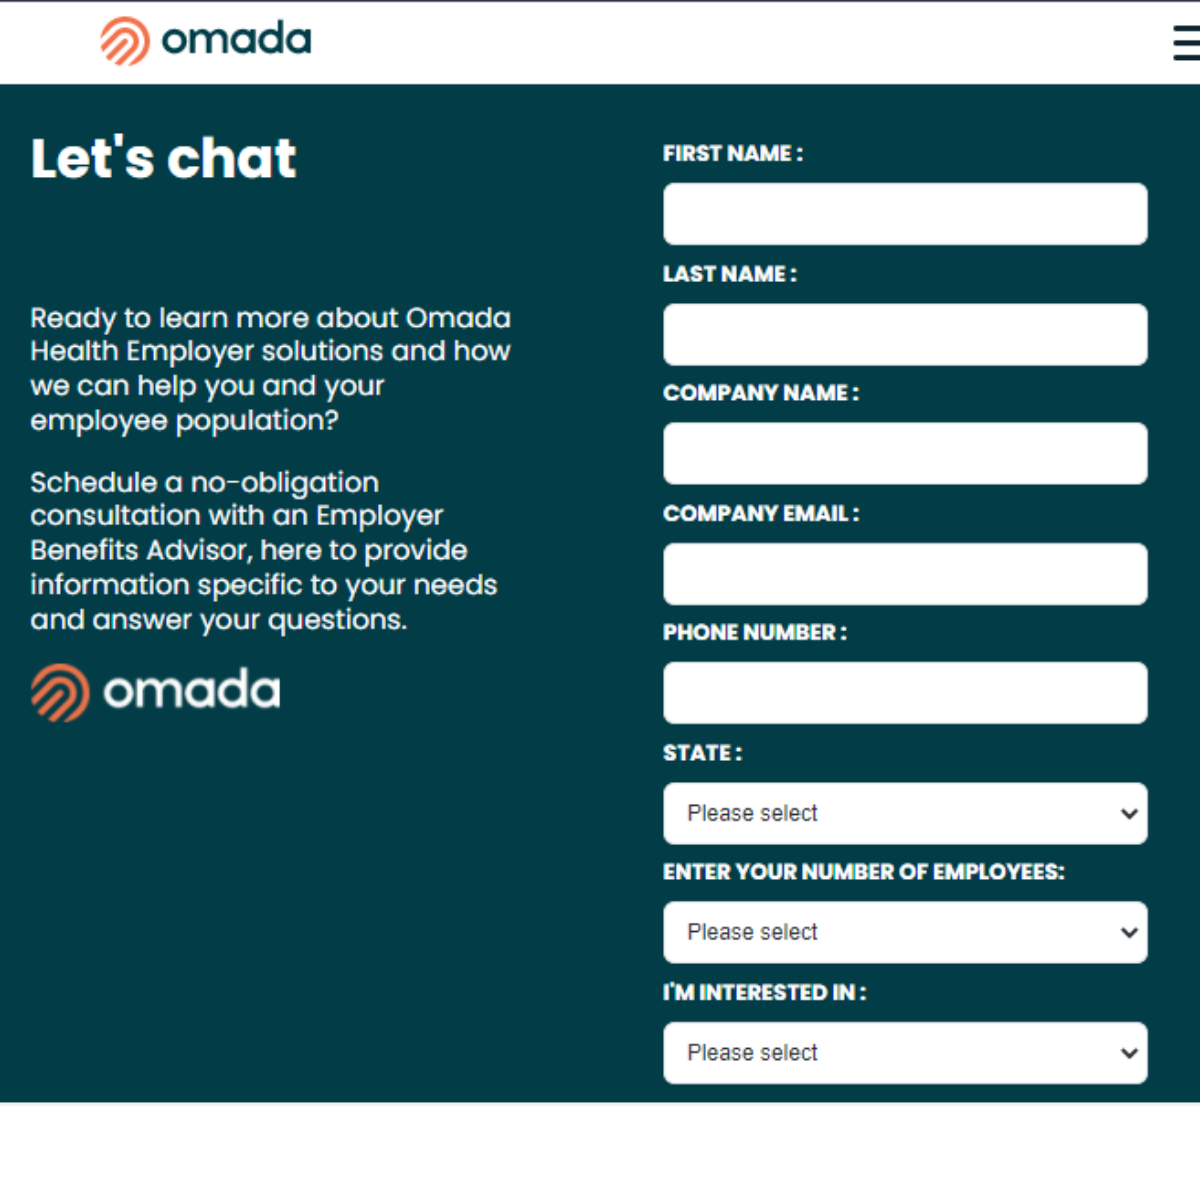 omada
Let's chat
Ready to learn more about Omada
Health Employer solutions and how
we can help you and your
employee population?
Schedule a no-obligation
consultation with an Employer
Benefits Advisor, here to provide
information specific to your needs
and answer your questions.
omada
FIRST NAME :
LAST NAME :
COMPANY NAME :
COMPANY EMAIL :
PHONE NUMBER :
STATE :
Please select
ENTER YOUR NUMBER OF EMPLOYEES:
Please select
I'M INTERESTED IN :
Please select